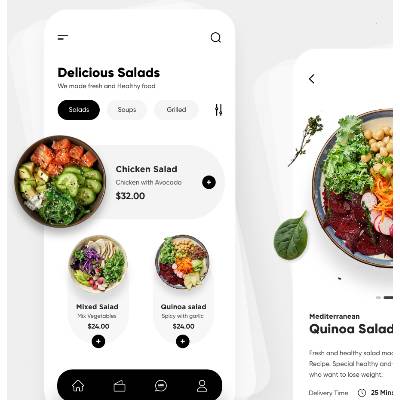 Delicious Salads
We made fresh and Healthy food
Salads
Soups
Grilled
Chicken Salad
Chicken with Avocado
$32.00
Mixed Salad
Mix Vegetables
$24.00
Quinoa salad
Spicy with garlic
$24.00
Mediterranean
Quinoa Salad
Fresh and healthy salad mad
Recipe. Special healthy and
who want to lose weight.
Delivery Time
25 Mins